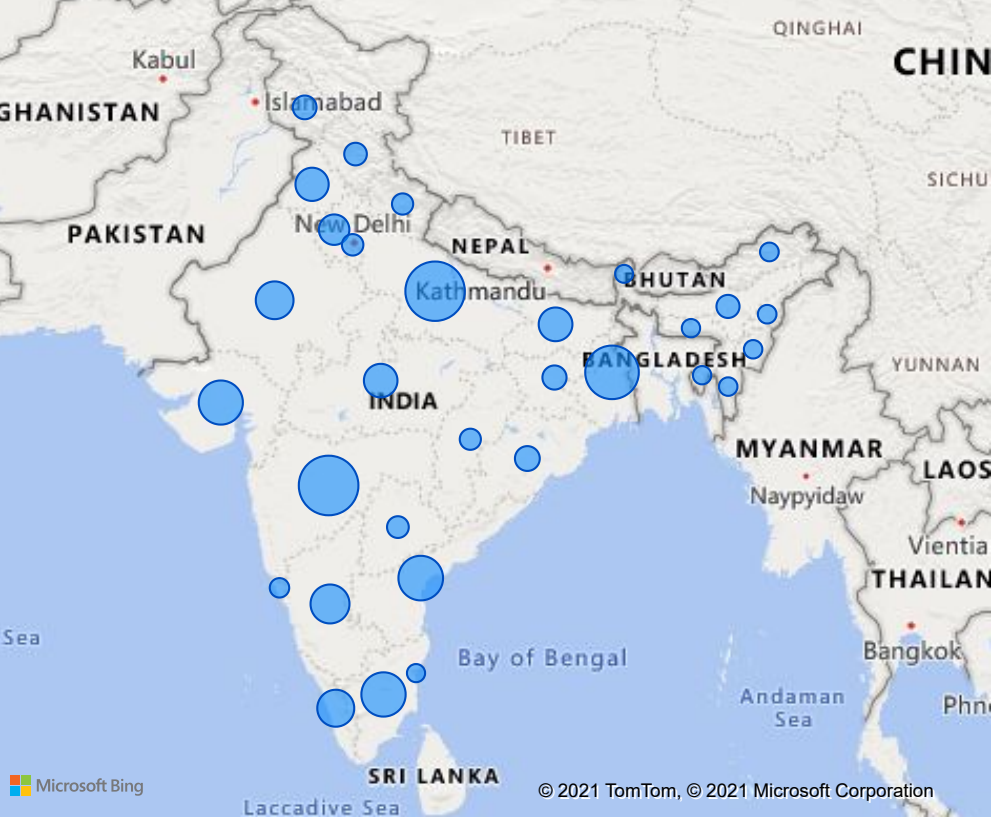 QINGHAI
Kabul
CHIN
Islamabad
GHANISTAN
TIBET
SICHU
New Delhi
PAKISTAN
NEPAL
BHUTAN
Kathmandu
BANGLADESH
YUNNAN
INDIA
MYANMAR
LAOS
Naypyidaw
Vientia
THAILAN
Sea
Bangkok
Bay of Bengal
Andaman
Sea
Phno
SRI LANKA
Microsoft Bing
© 2021 TomTom, © 2021 Microsoft Corporation
Laccadive Sea